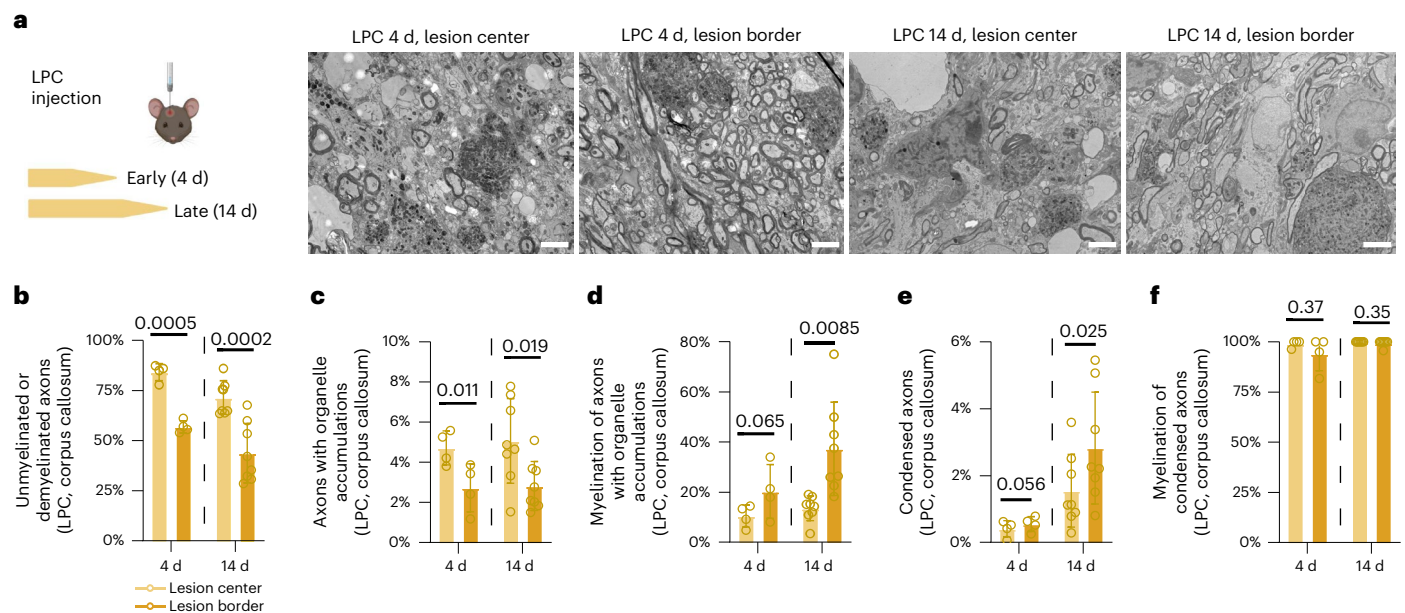 a
LPC
injection
Early (4 d)
Late (14 d)
LPC 4 d, lesion center
LPC 4 d, lesion border
LPC 14 d, lesion center
LPC 14 d, lesion border
b
Unmyelinated or
demyelinated axons
(LPC, corpus callosum)
100%
75%
50%
25%
0%
0.0005
0.0002
4 d
14 d
Lesion center
Lesion border
c
Axons with organelle
accumulations
(LPC, corpus callosum)
10%
8%
6%
4%
2%
0%
0.011
0.019
4 d
14 d
d
Myelination of axons
with organelle
accumulations
(LPC, corpus callosum)
80%
60%
40%
20%
0%
0.065
0.0085
4 d
14 d
e
Condensed axons
(LPC, corpus callosum)
6%
4%
2%
0%
0.056
0.025
4 d
14 d
f
Myelination of
condensed axons
(LPC, corpus callosum)
100%
75%
50%
25%
0%
0.37
0.35
4 d
14 d